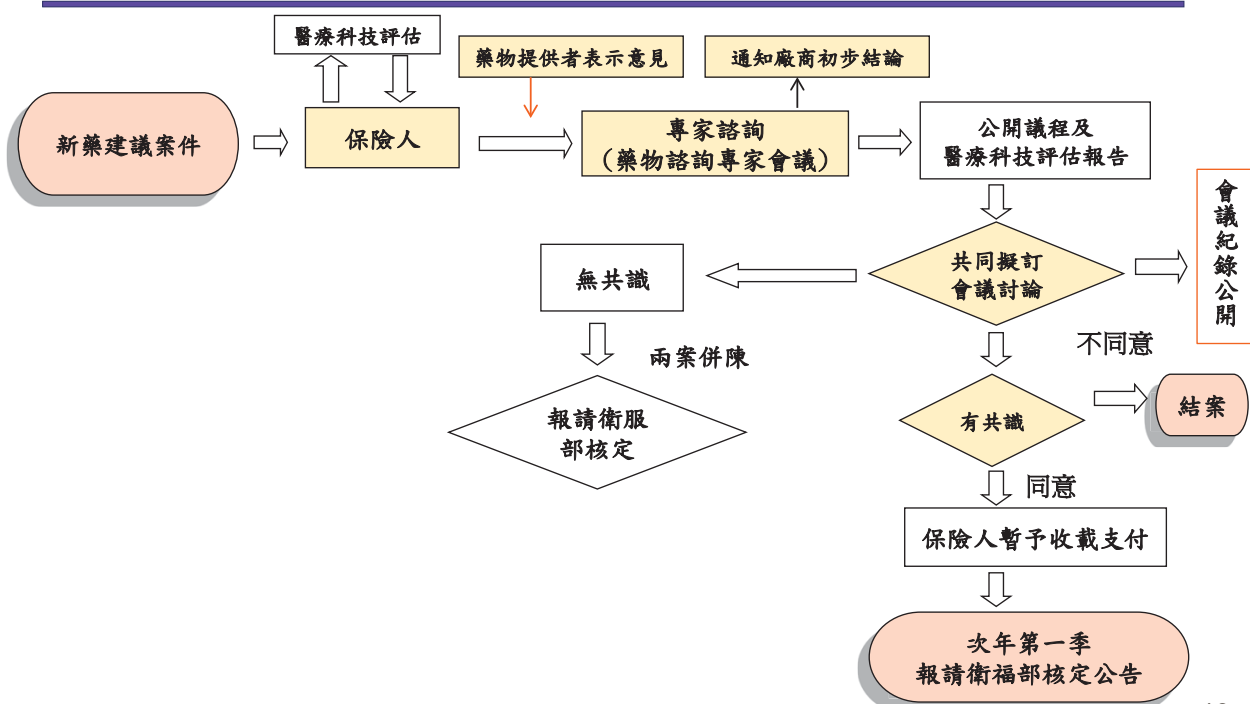 醫療科技評估
藥物提供者表示意見
通知廠商初步結論
新藥建議案件
保險人
專家諮詢
(藥物諮詢專家會議)
公開議程及
醫療科技評估報告
會議紀錄公開
共同擬訂
會議討論
無共識
不同意
兩案併陳
有共識
結案
報請衛服
部核定
同意
保險人暫予收載支付
次年第一季
報請衛福部核定公告